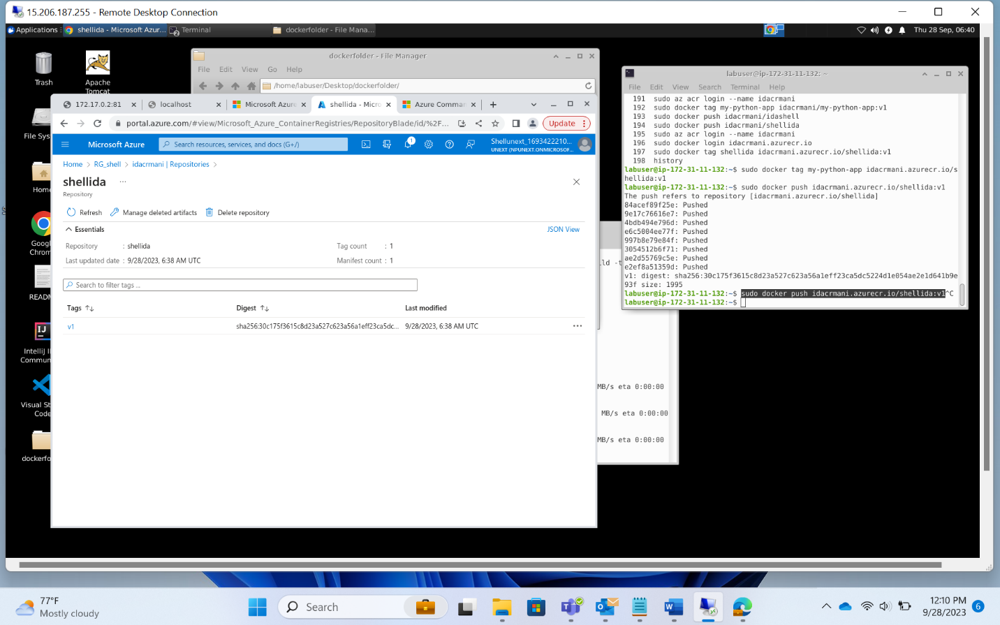 15.206.187.255 - Remote Desktop Connection
Applications
shellida - Microsoft Azur...
Terminal
dockerfolder - File Mana...
Thu 28 Sep, 06:40
Trash
Apache
Tomcat
File Sys
Home
Googl
Chrom
READ
IntelliJ I
Commun
Visual St
Code
dockerfo
dockerfolder - File Manager
File Edit View Go Help
/home/labuser/Desktop/dockerfolder/
172.17.0.2:81
localhost
Microsoft Azure
shellida - Micro
Azure Comman
portal.azure.com/#view/Microsoft_Azure_ContainerRegistries/RepositoryBlade/id/%2F...
Update
Microsoft Azure
Search resources, services, and docs (G+/)
1
Shellunext_1693422210...
UNEXT (NPUNEXT.ONMICROSOF...
Home > RG_shell > idacrmani | Repositories >
shellida ...
Repository
Refresh
Manage deleted artifacts
Delete repository
Essentials
JSON View
Repository : shellida
Tag count : 1
Last updated date : 9/28/2023, 6:38 AM UTC
Manifest count : 1
Search to filter tags ...
Tags ↑↓ Digest ↑↓ Last modified
v1 sha256:30c175f3615c8d23a527c623a56a1eff23ca5dc... 9/28/2023, 6:38 AM UTC ...
labuser@ip-172-31-11-132: ~
File Edit View Search Terminal Help
191 sudo az acr login --name idacrmani
192 sudo docker tag my-python-app idacrmani/my-python-app:v1
193 sudo docker push idacrmani/idashell
194 sudo docker push idacrmani/shellida
195 sudo az acr login --name idacrmani
196 sudo docker login idacrmani.azurecr.io
197 sudo docker tag shellida idacrmani.azurecr.io/shellida:v1
198 history
labuser@ip-172-31-11-132:~$ sudo docker tag my-python-app idacrmani.azurecr.io/s
hellida:v1
labuser@ip-172-31-11-132:~$ sudo docker push idacrmani.azurecr.io/shellida:v1
The push refers to repository [idacrmani.azurecr.io/shellida]
84acef89f25e: Pushed
9e17c76616e7: Pushed
4bdb494e796d: Pushed
e6c5004ee77f: Pushed
997b8e79e84f: Pushed
3054512b6f71: Pushed
ae2d55769c5e: Pushed
e2ef8a51359d: Pushed
v1: digest: sha256:30c175f3615c8d23a527c623a56a1eff23ca5dc5224d1e054ae2e1d641b9e
93f size: 1995
labuser@ip-172-31-11-132:~$ sudo docker push idacrmani.azurecr.io/shellida:v1^C
labuser@ip-172-31-11-132:~$
ld -t
MB/s eta 0:00:00
MB/s eta 0:00:00
MB/s eta 0:00:00
77°F
Mostly cloudy
Search
12:10 PM
9/28/2023
6